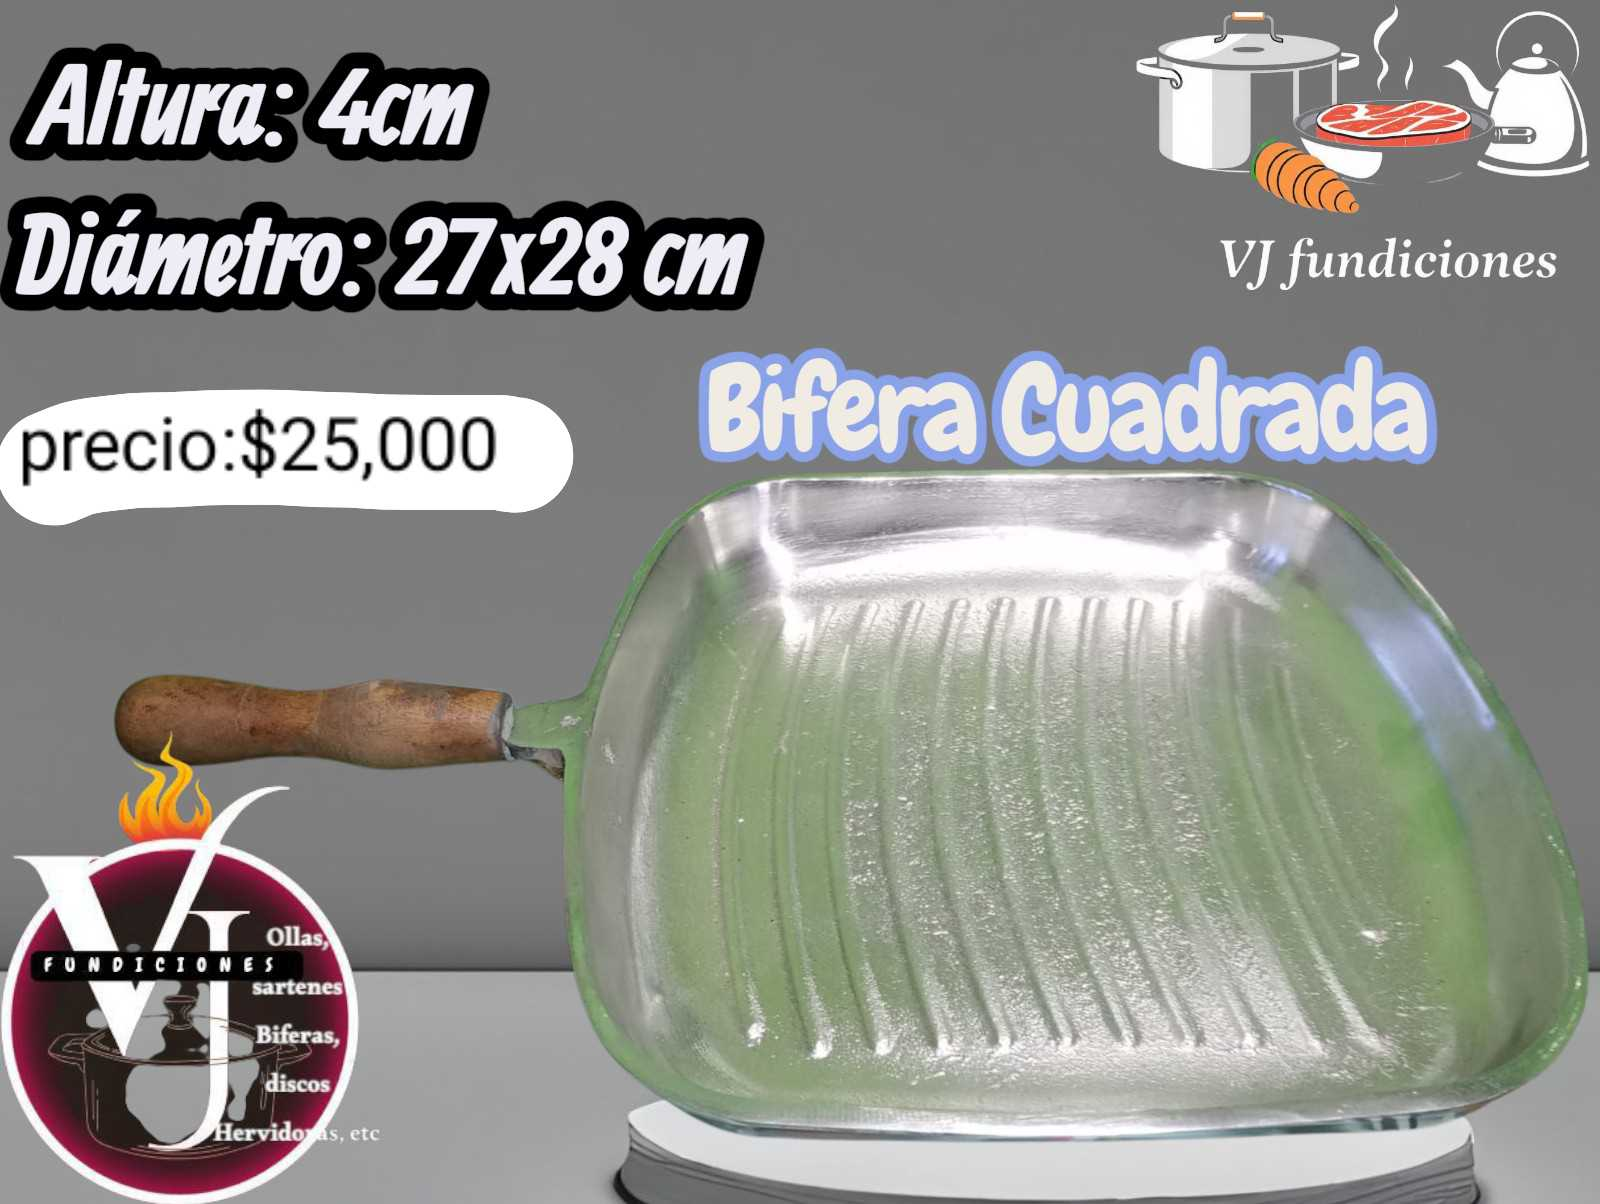 Altura: 4cm
Diámetro: 27x28 cm
VJ fundiciones
precio:$25,000
Bifera Cuadrada
VJ
FUNDICIONES
Ollas,
sartenes
Biferas,
discos
Hervidoras, etc